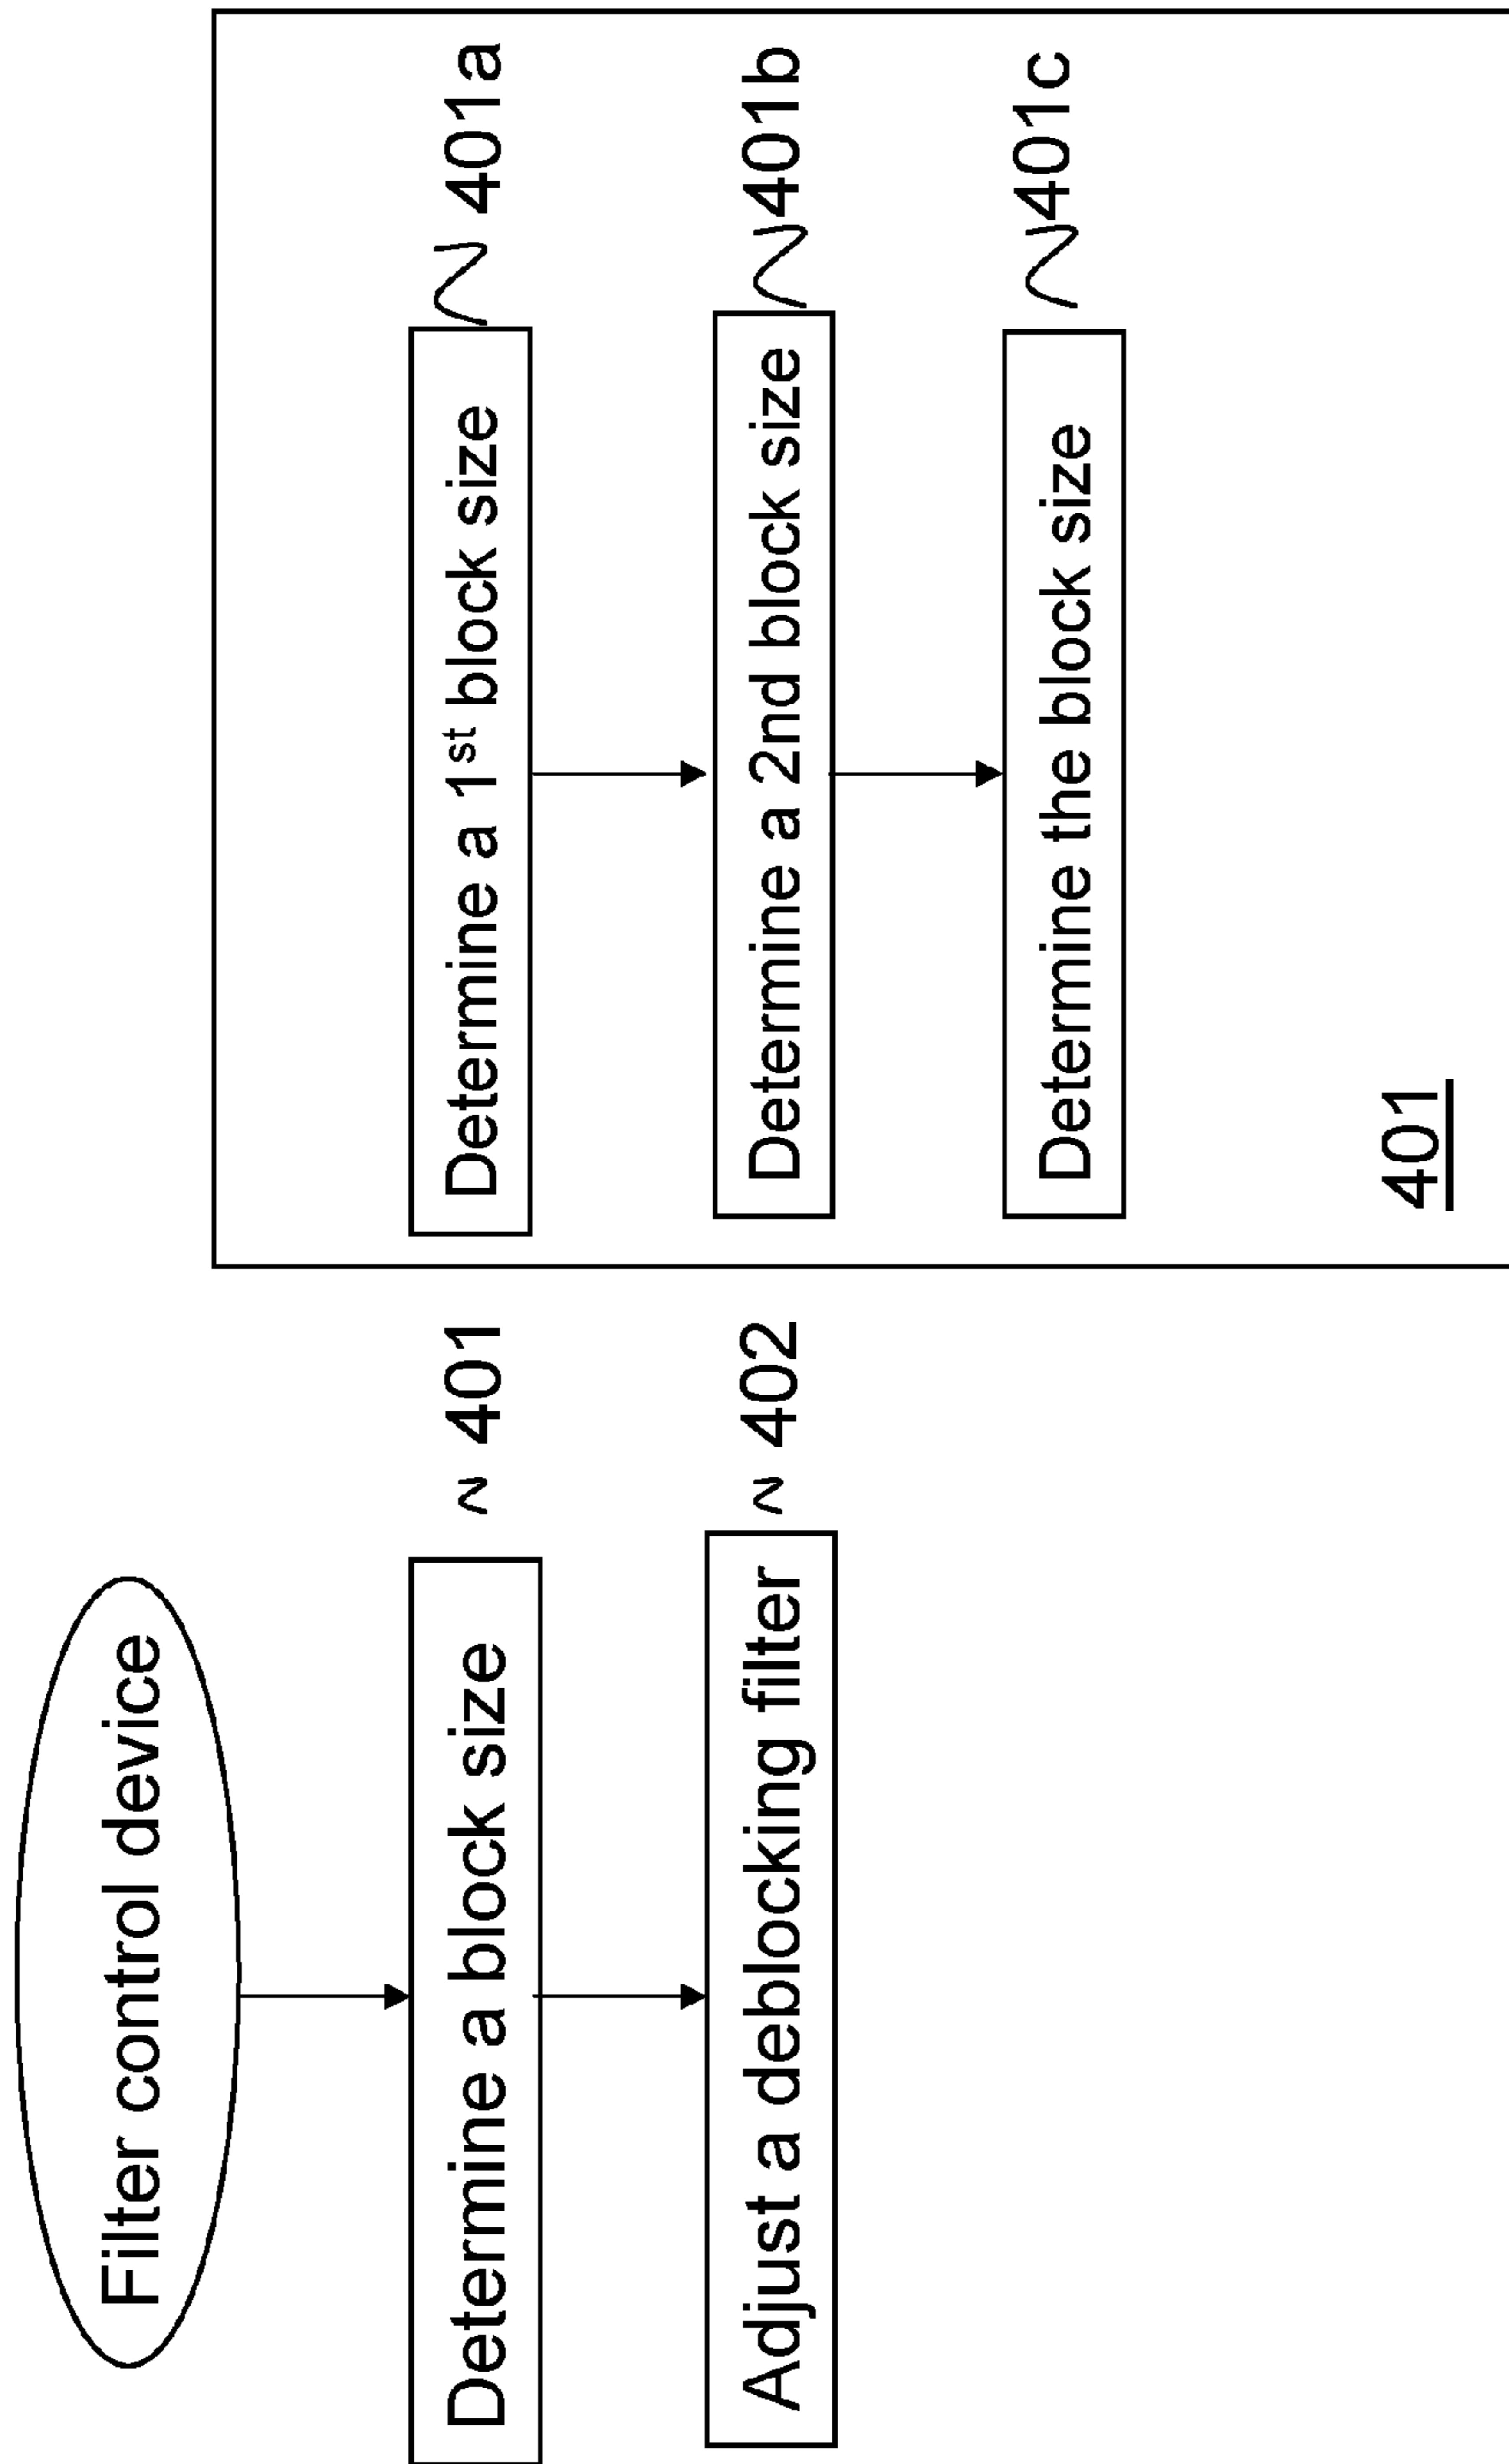 Filter control device
Determine a block size
401
Adjust a deblocking filter
402
Determine a 1st block size
401a
Determine a 2nd block size
401b
Determine the block size
401c
401